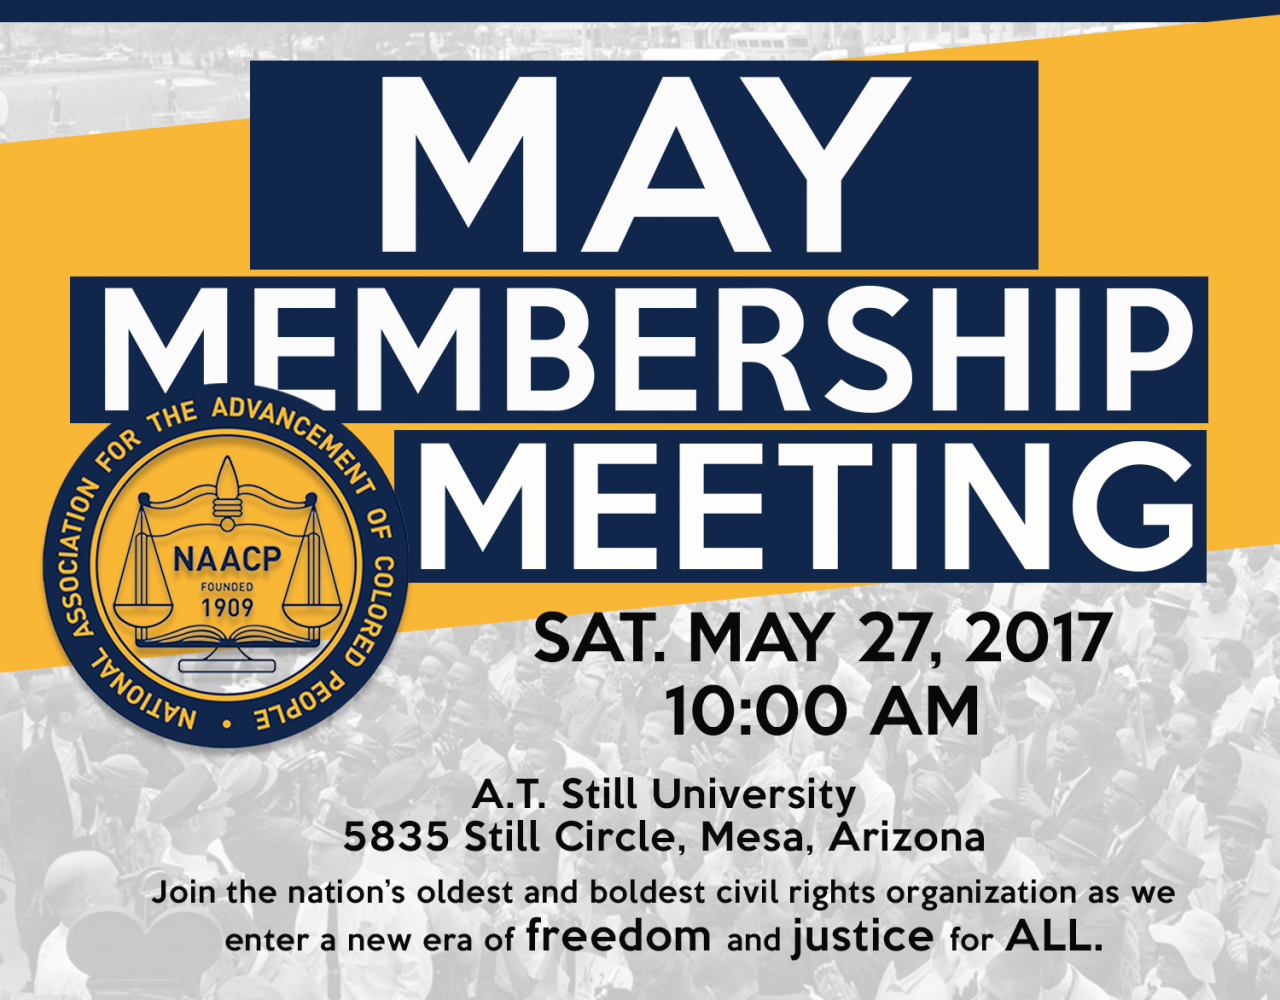 MAY
MEMBERSHIP
MEETING
NATIONAL ASSOCIATION FOR THE ADVANCEMENT OF COLORED PEOPLE •
NAACP
FOUNDED
1909
SAT. MAY 27, 2017
10:00 AM
A.T. Still University
5835 Still Circle, Mesa, Arizona
Join the nation's oldest and boldest civil rights organization as we
enter a new era of freedom and justice for ALL.